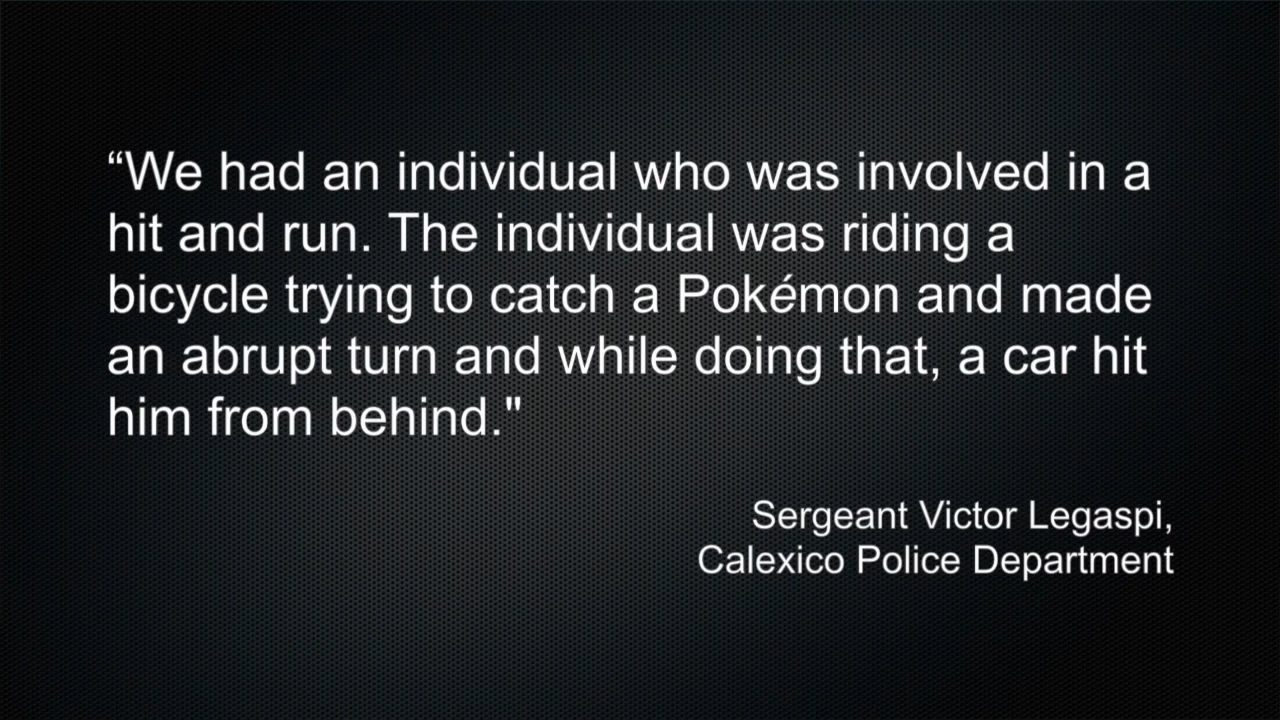 “We had an individual who was involved in a
hit and run. The individual was riding a
bicycle trying to catch a Pokémon and made
an abrupt turn and while doing that, a car hit
him from behind."
Sergeant Victor Legaspi,
Calexico Police Department